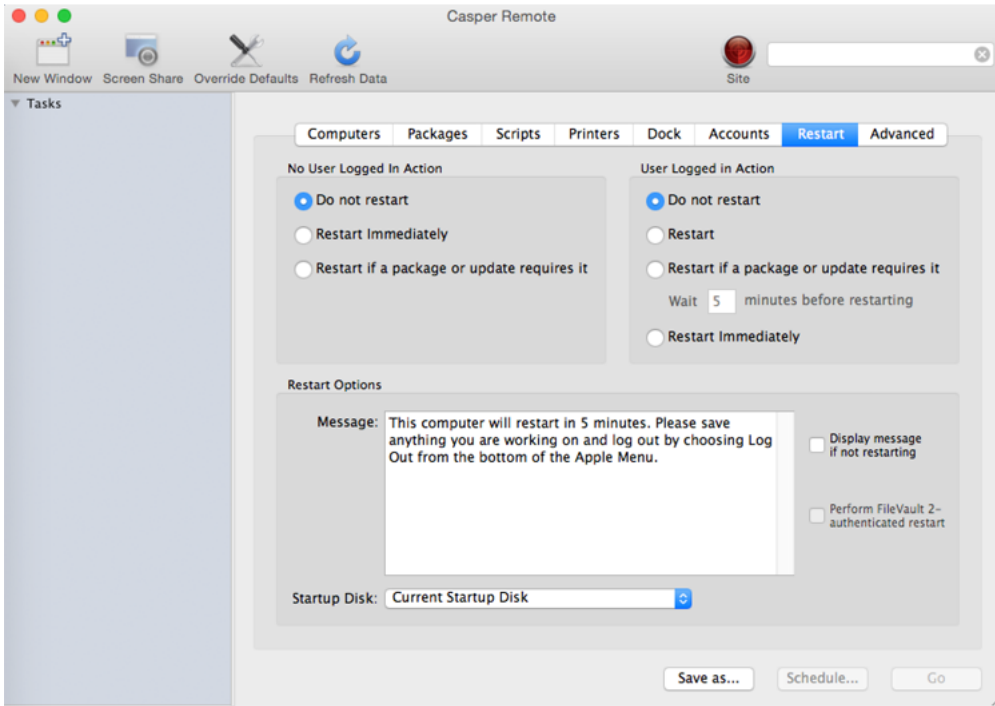 Casper Remote
New Window Screen Share Override Defaults Refresh Data Site
Tasks
Computers Packages Scripts Printers Dock Accounts Restart Advanced
No User Logged In Action
Do not restart
Restart Immediately
Restart if a package or update requires it
User Logged in Action
Do not restart
Restart
Restart if a package or update requires it
Wait 5 minutes before restarting
Restart Immediately
Restart Options
Message: This computer will restart in 5 minutes. Please save
anything you are working on and log out by choosing Log
Out from the bottom of the Apple Menu.
Display message
if not restarting
Perform FileVault 2-
authenticated restart
Startup Disk: Current Startup Disk
Save as... Schedule... Go